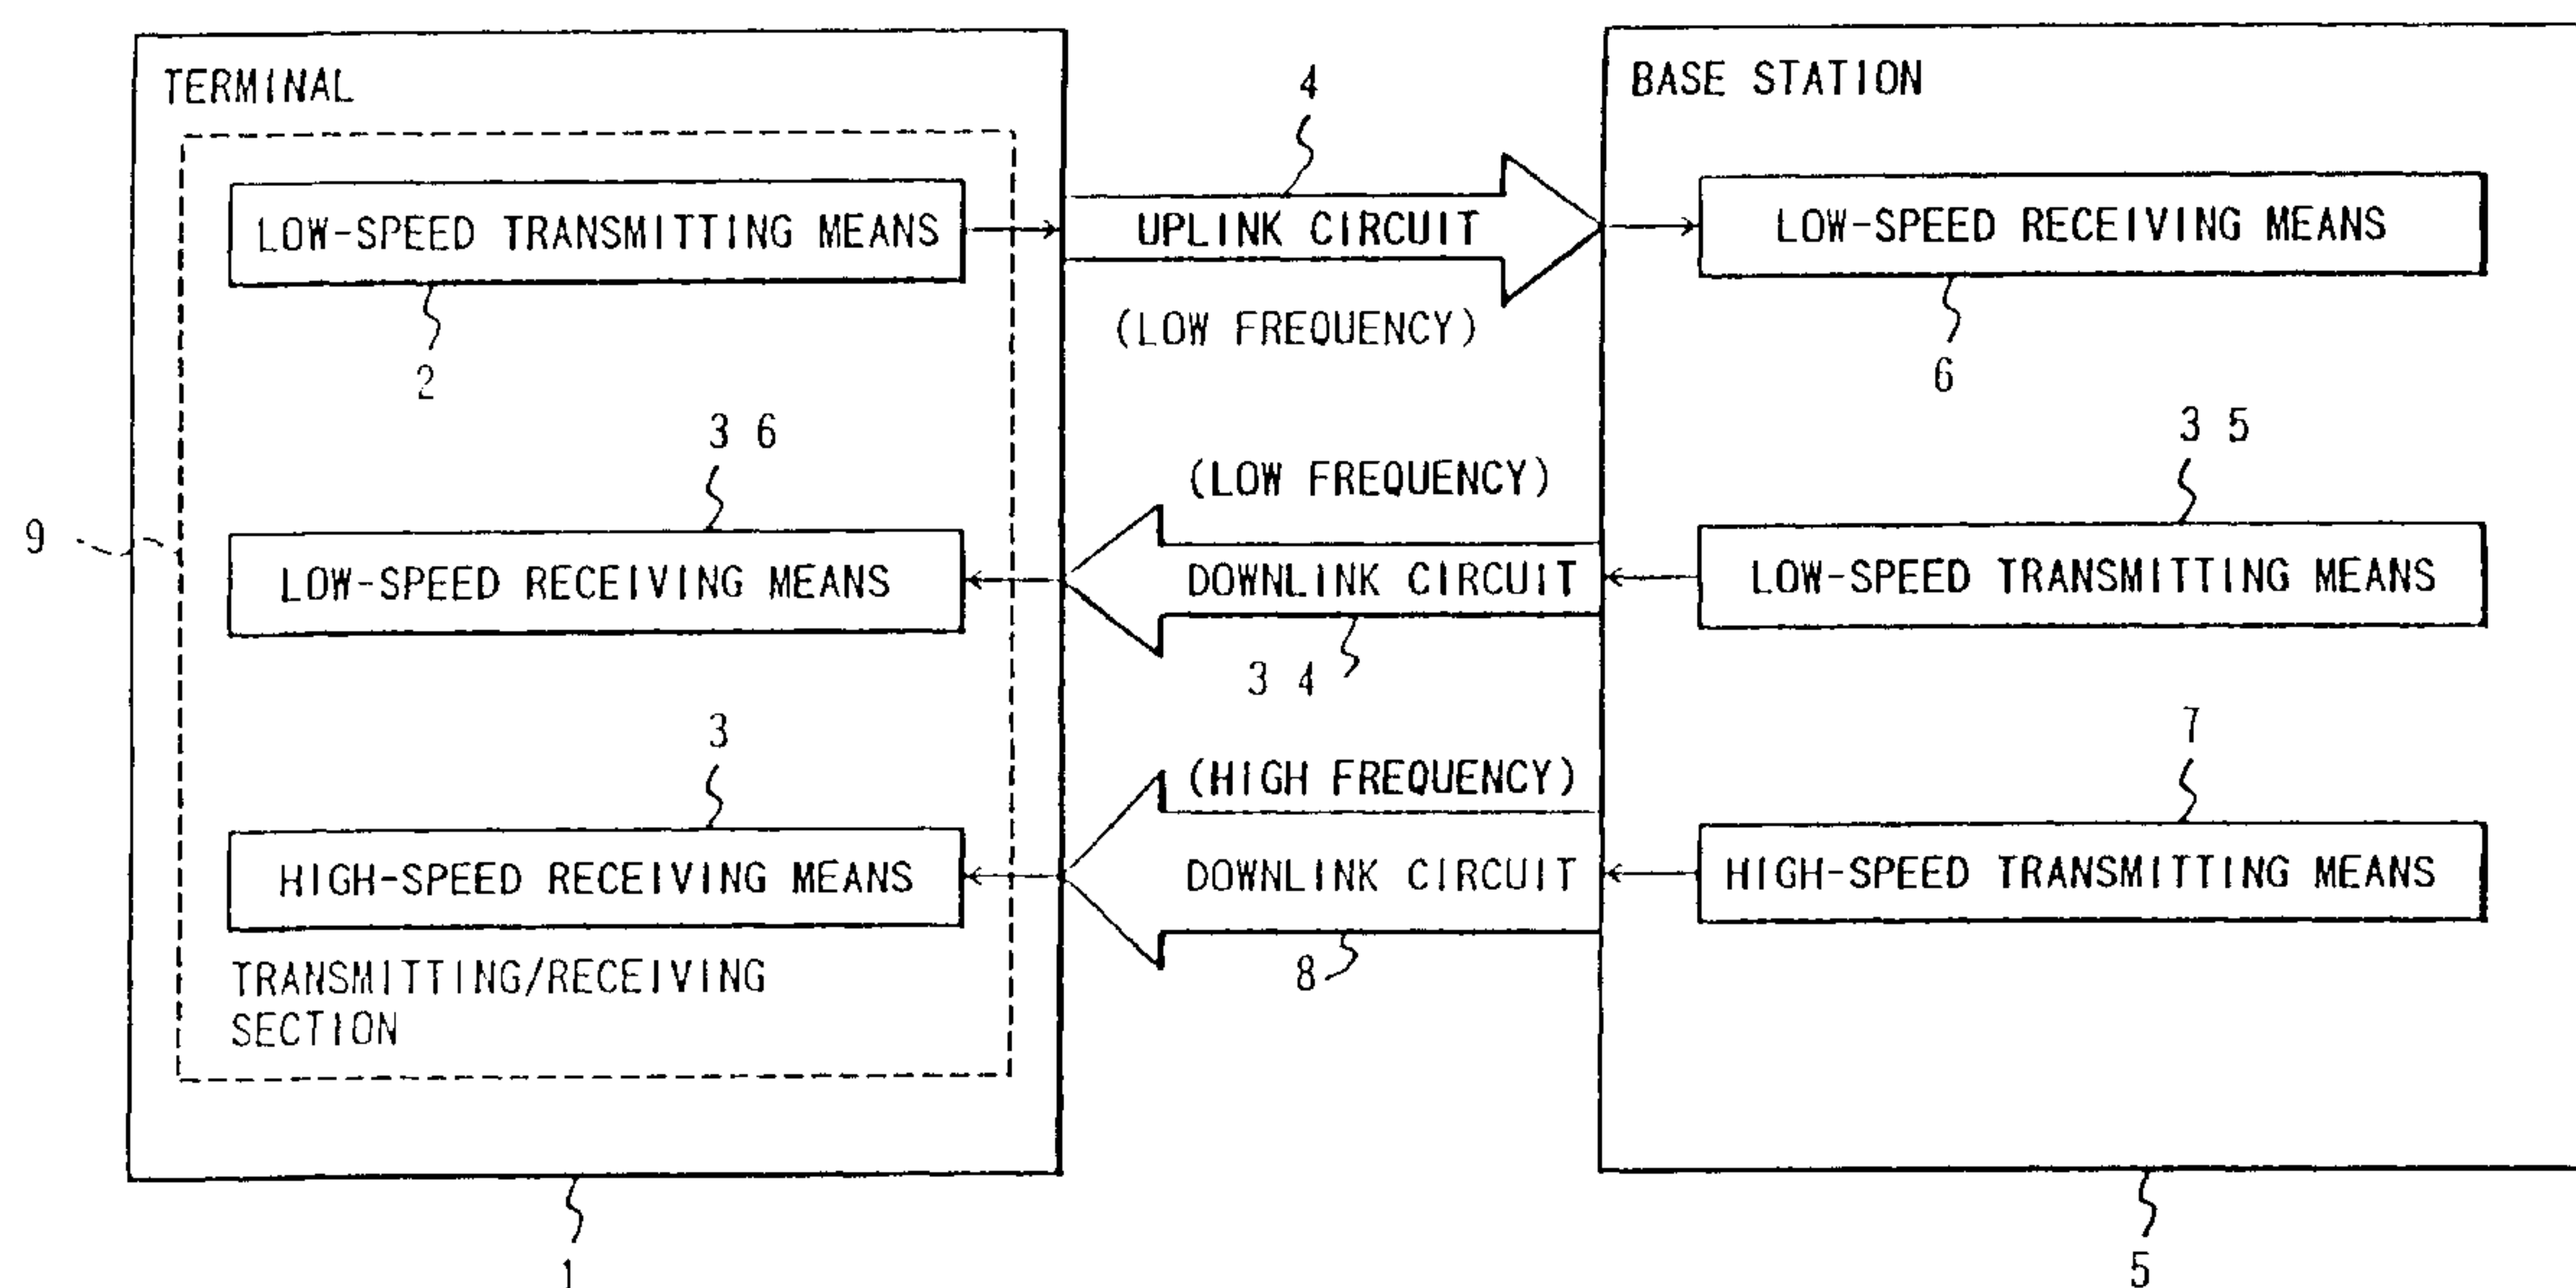 TERMINAL
LOW-SPEED TRANSMITTING MEANS
2
3 6
LOW-SPEED RECEIVING MEANS
3
HIGH-SPEED RECEIVING MEANS
TRANSMITTING/RECEIVING
SECTION
9
1
4
UPLINK CIRCUIT
(LOW FREQUENCY)
(LOW FREQUENCY)
DOWNLINK CIRCUIT
3 4
(HIGH FREQUENCY)
DOWNLINK CIRCUIT
8
BASE STATION
LOW-SPEED RECEIVING MEANS
6
3 5
LOW-SPEED TRANSMITTING MEANS
7
HIGH-SPEED TRANSMITTING MEANS
5